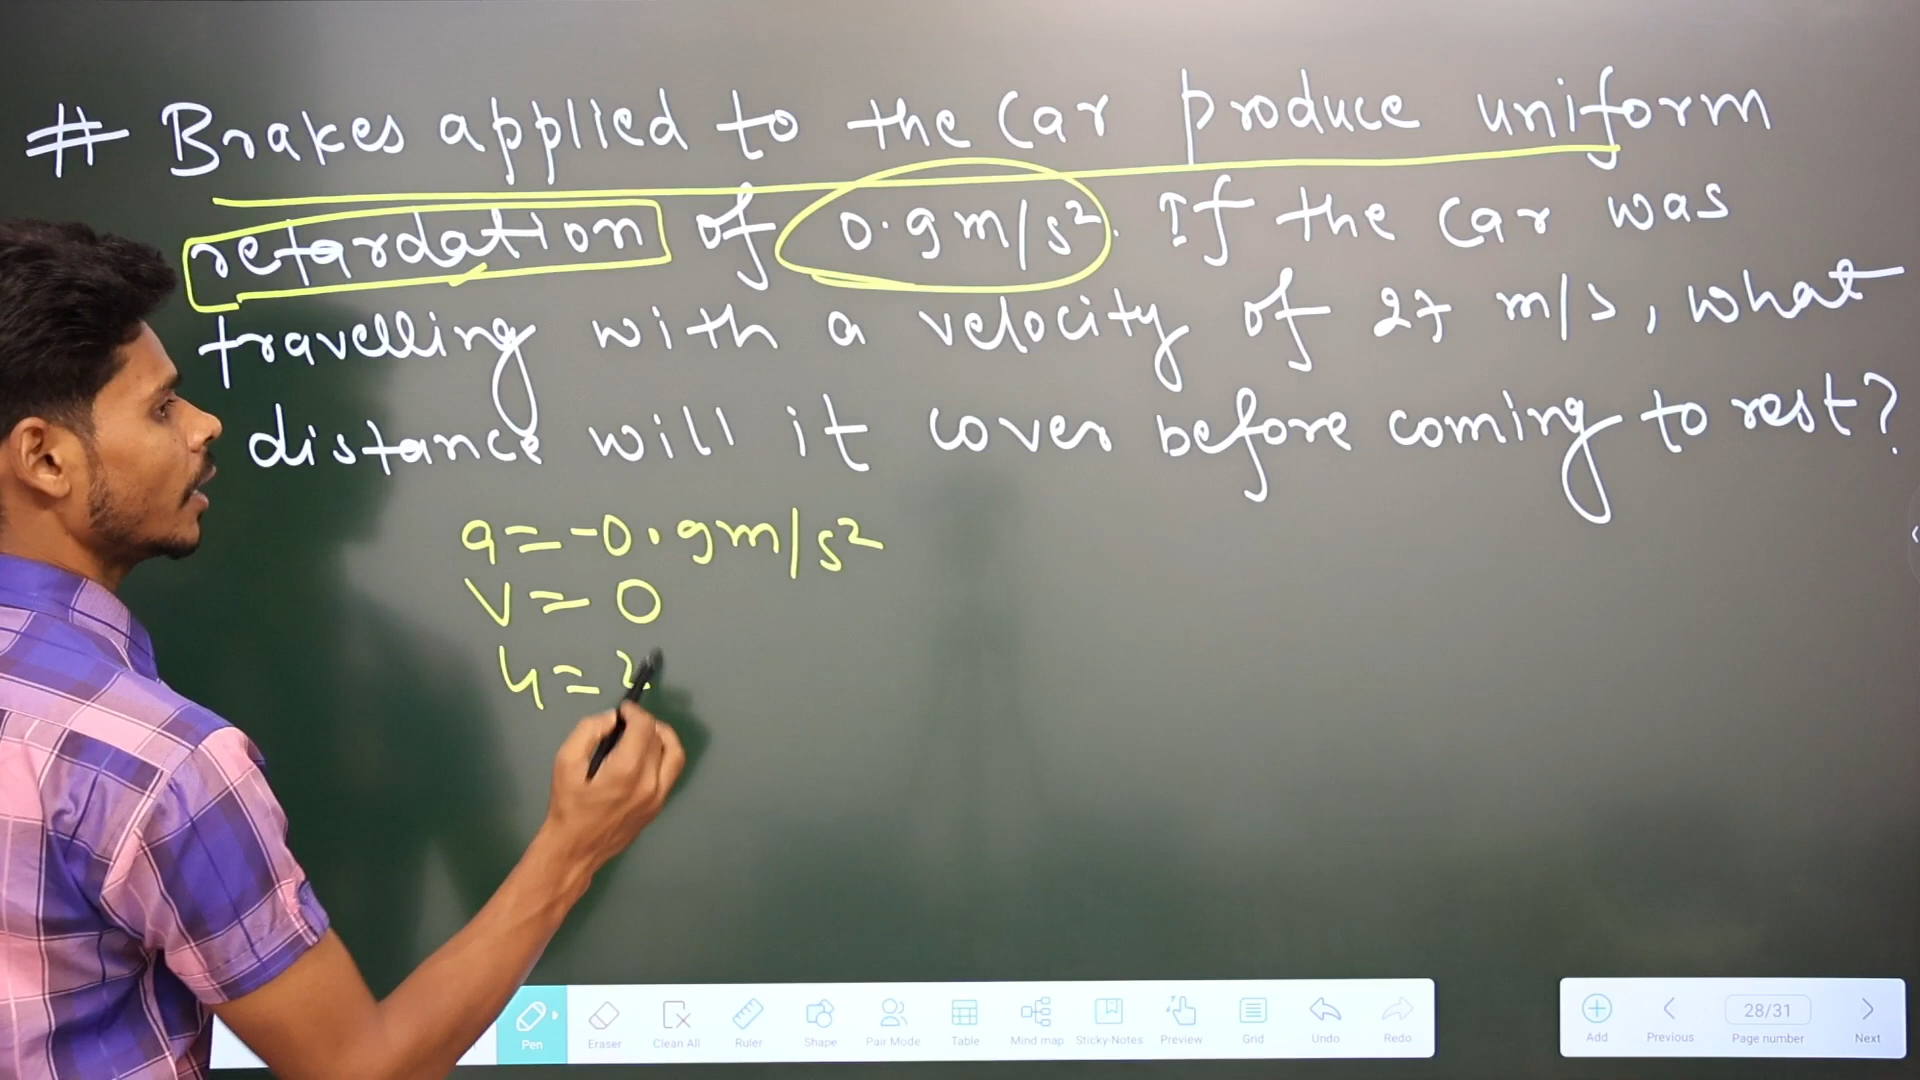 # Brakes applied to the Car produce uniform
retardation of 0.9m/s². If the Car was
travelling with a velocity of 27 m/s, what
distance will it cover before coming to rest?
a=-0.9m/s²
v=0
u=2
Pen
Eraser
Clean All
Ruler
Shape
Pair Mode
Table
Mind map
Sticky Notes
Preview
Grid
Undo
Redo
Add
Previous
28/31
Page number
Next